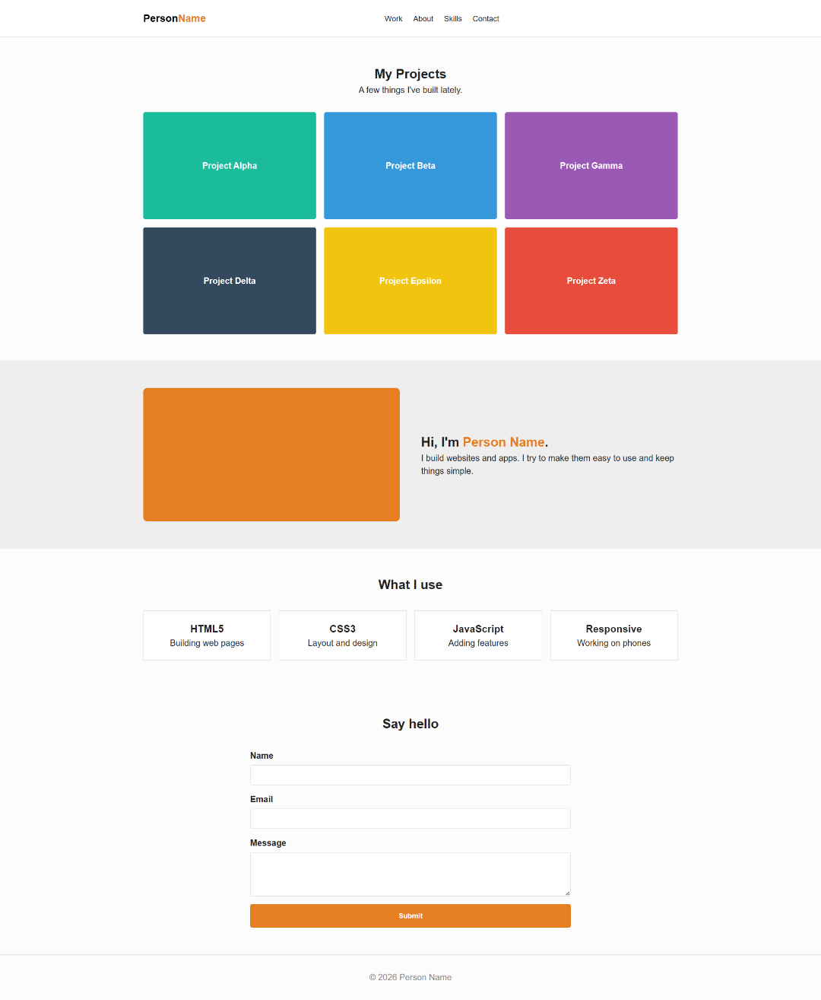 PersonName
Work About Skills Contact
My Projects
A few things I've built lately.
Project Alpha
Project Beta
Project Gamma
Project Delta
Project Epsilon
Project Zeta
Hi, I'm Person Name.
I build websites and apps. I try to make them easy to use and keep
things simple.
What I use
HTML5
Building web pages
CSS3
Layout and design
JavaScript
Adding features
Responsive
Working on phones
Say hello
Name
Email
Message
Submit
© 2026 Person Name